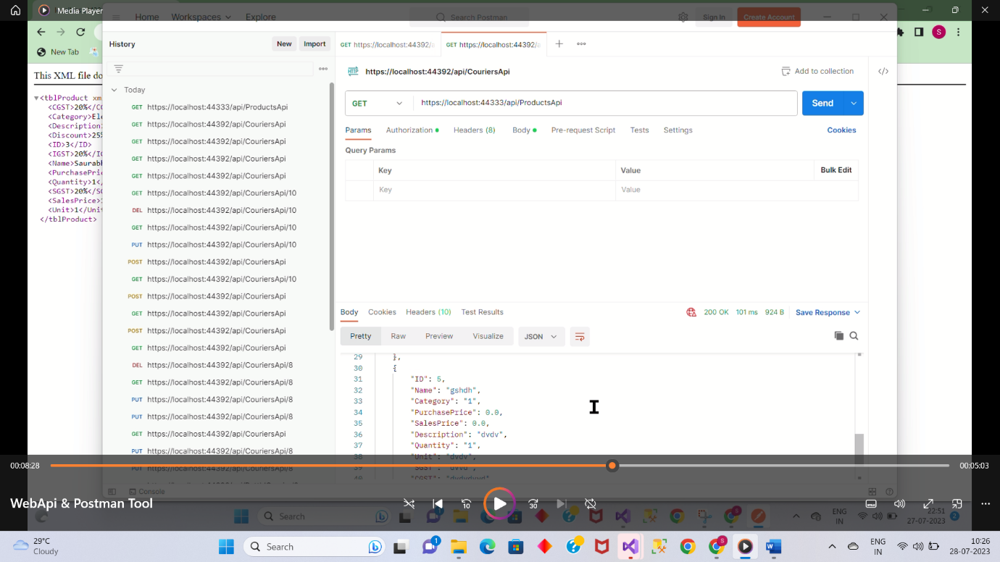 Media Player
Home Workspaces Explore
Search Postman
Sign In
Create Account
New Tab
History
New
Import
GET https://localhost:44392/
GET https://localhost:44392/a
This XML file do
https://localhost:44392/api/CouriersApi
Add to collection
</>
Today
<tblProduct xm
<CGST>20%</CG
<Category>Ele
<Description
<Discount>25%
<ID>3</ID>
<IGST>20%</IG
<Name>Saurabh
<PurchasePric
<Quantity>1</
<SGST>20%</SG
<SalesPrice>
<Unit>1</Unit
</tblProduct>
GET https://localhost:44333/api/ProductsApi
GET https://localhost:44392/api/CouriersApi
GET https://localhost:44392/api/CouriersApi
GET https://localhost:44392/api/CouriersApi
GET https://localhost:44392/api/CouriersApi
GET https://localhost:44392/api/CouriersApi/10
DEL https://localhost:44392/api/CouriersApi/10
GET https://localhost:44392/api/CouriersApi/10
PUT https://localhost:44392/api/CouriersApi/10
POST https://localhost:44392/api/CouriersApi
GET https://localhost:44392/api/CouriersApi/10
POST https://localhost:44392/api/CouriersApi
GET https://localhost:44392/api/CouriersApi
POST https://localhost:44392/api/CouriersApi
GET https://localhost:44392/api/CouriersApi
DEL https://localhost:44392/api/CouriersApi/8
GET https://localhost:44392/api/CouriersApi/8
PUT https://localhost:44392/api/CouriersApi/8
PUT https://localhost:44392/api/CouriersApi/8
GET https://localhost:44392/api/CouriersApi
PUT https://localhost:44392/api/CouriersApi/8
PUT https://localhost:44392/api/CouriersApi/8
GET
https://localhost:44333/api/ProductsApi
Send
Params Authorization Headers (8) Body Pre-request Script Tests Settings
Cookies
Query Params
Key Value Bulk Edit
Key Value
Body Cookies Headers (10) Test Results
200 OK 101 ms 924 B Save Response
Pretty Raw Preview Visualize JSON
29 },
30 {
31 "ID": 5,
32 "Name": "gshdh",
33 "Category": "1",
34 "PurchasePrice": 0.0,
35 "SalesPrice": 0.0,
36 "Description": "dvdv",
37 "Quantity": "1",
38 "Unit": "dvdv",
39 "SGST": "dvvd",
40 "CGST": "dvdvdvvd",
00:08:28
00:05:03
Console
WebApi & Postman Tool
10
30
Search
ENG
IN
22:51
27-07-2023
2
29°C
Cloudy
Search
1
S
ENG
IN
10:26
28-07-2023